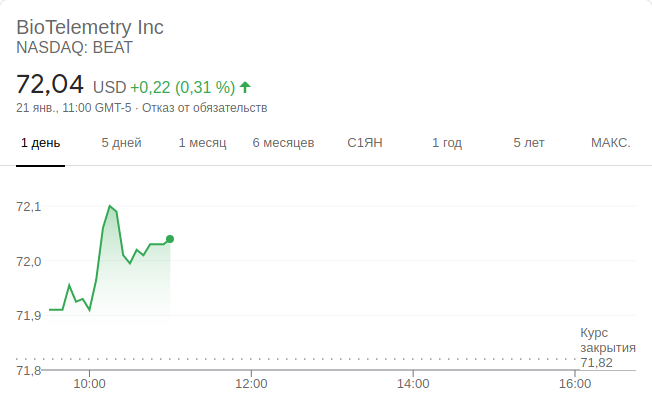 BioTelemetry Inc
NASDAQ: BEAT
72,04 USD +0,22 (0,31 %)
21 янв., 11:00 GMT-5 · Отказ от обязательств
1 день 5 дней 1 месяц 6 месяцев С1ЯН 1 год 5 лет МАКС.
72,1
72,0
71,9
Курс
закрытия
71,82
71,8
10:00 12:00 14:00 16:00